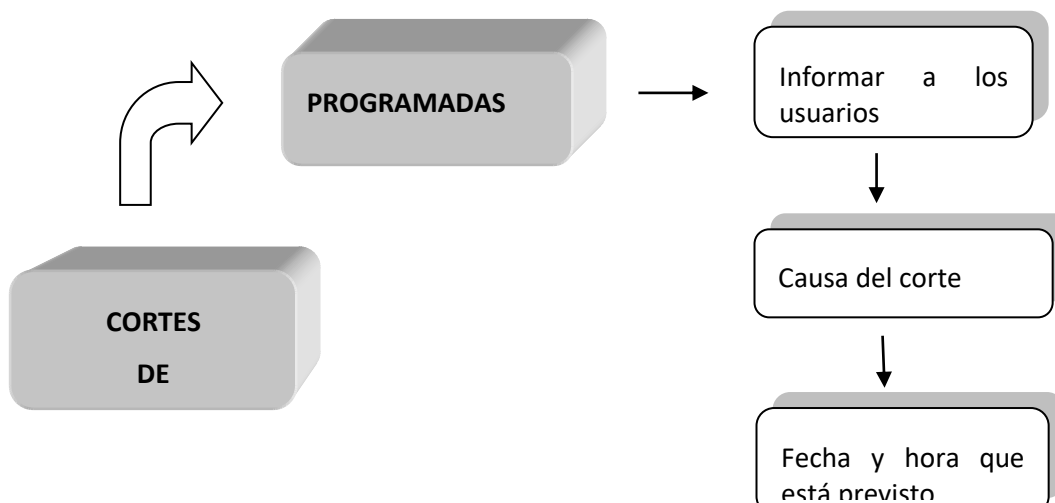 PROGRAMADAS
Informar a los
usuarios
Causa del corte
CORTES
DE
Fecha y hora que
está previsto